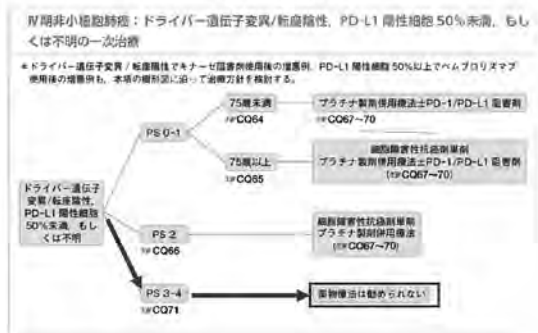 Ⅳ期非小細胞肺癌：ドライバー遺伝子変異/転座陰性，PD-L1 陽性細胞 50％未満，もし
くは不明の一次治療
＊ドライバー遺伝子変異/転座陽性でキナーゼ阻害剤使用後の増悪例，PD-L1 陽性細胞 50％以上でペムブロリズマブ
使用後の増悪例も，本項の樹形図に沿って治療方針を検討する。
ドライバー遺伝子
変異/転座陰性，
PD-L1 陽性細胞
50％未満，もし
くは不明
PS 0-1
75歳未満
CQ64
プラチナ製剤併用療法±PD-1/PD-L1 阻害剤
CQ67〜70
75歳以上
CQ65
細胞障害性抗癌剤単剤
プラチナ製剤併用療法±PD-1/PD-L1 阻害剤
(CQ67〜70)
PS 2
CQ66
細胞障害性抗癌剤単剤
プラチナ製剤併用療法
(CQ67〜70)
PS 3-4
CQ71
薬物療法は勧められない